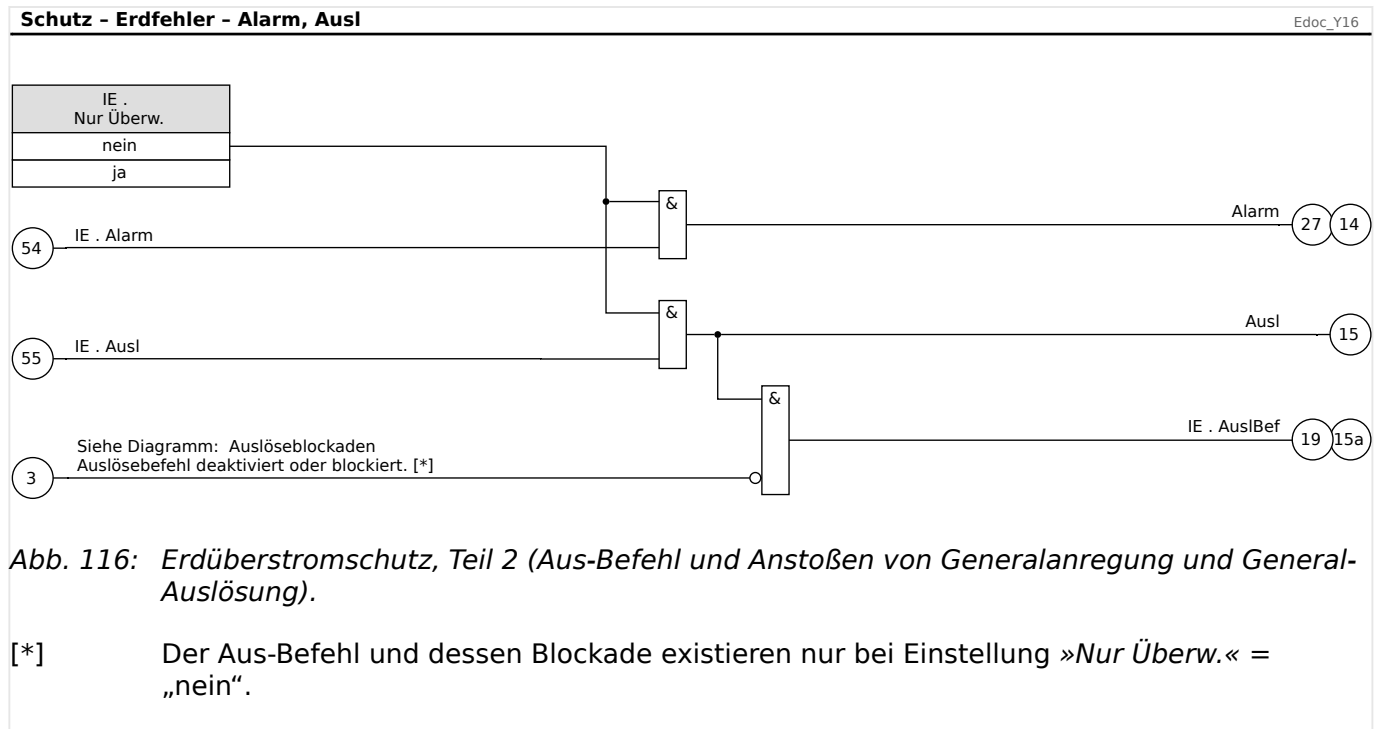 Schutz – Erdfehler – Alarm, Ausl
Edoc_Y16
IE .
Nur Überw.
nein
ja
&
Alarm
27
14
54
IE . Alarm
&
Ausl
15
55
IE . Ausl
&
IE . AuslBef
19
15a
Siehe Diagramm: Auslöseblockaden
Auslösebefehl deaktiviert oder blockiert. [*]
3
Abb. 116: Erdüberstromschutz, Teil 2 (Aus-Befehl und Anstoßen von Generalanregung und General-
Auslösung).
[*] Der Aus-Befehl und dessen Blockade existieren nur bei Einstellung »Nur Überw.« =
„nein“.